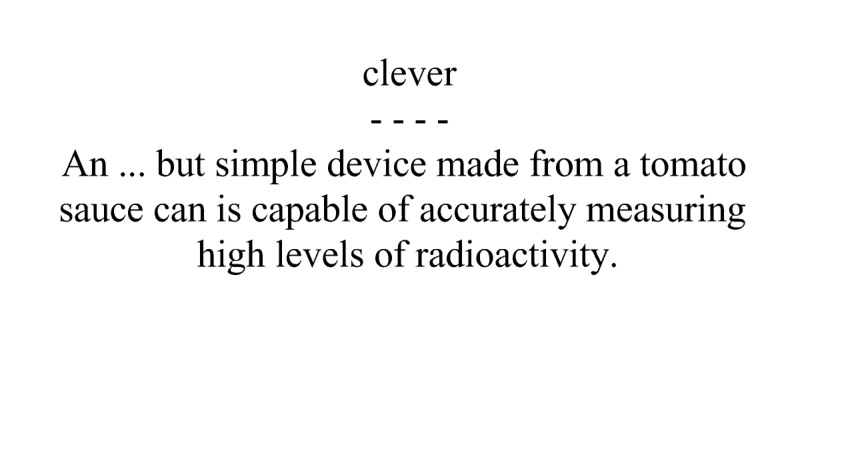 clever
- - - -
An ... but simple device made from a tomato
sauce can is capable of accurately measuring
high levels of radioactivity.